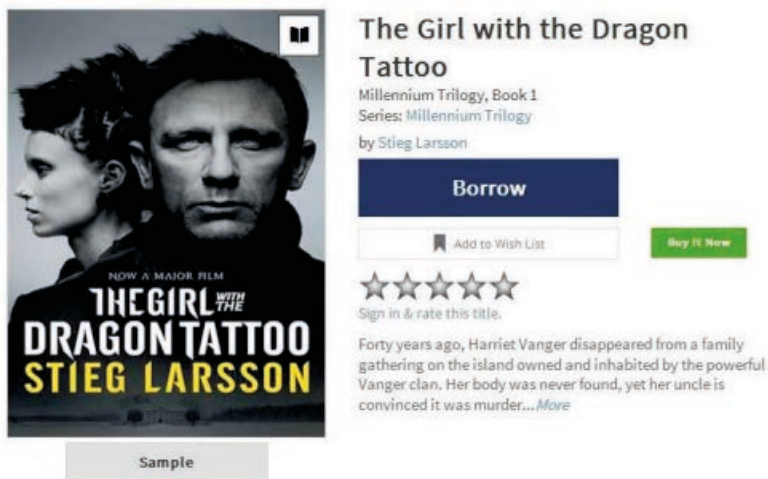 NOW A MAJOR FILM
THE GIRL WITH THE
DRAGON TATTOO
STIEG LARSSON
Sample
The Girl with the Dragon
Tattoo
Millennium Trilogy, Book 1
Series: Millennium Trilogy
by Stieg Larsson
Borrow
Add to Wish List
Buy It Now
Sign in & rate this title.
Forty years ago, Harriet Vanger disappeared from a family
gathering on the island owned and inhabited by the powerful
Vanger clan. Her body was never found, yet her uncle is
convinced it was murder...More